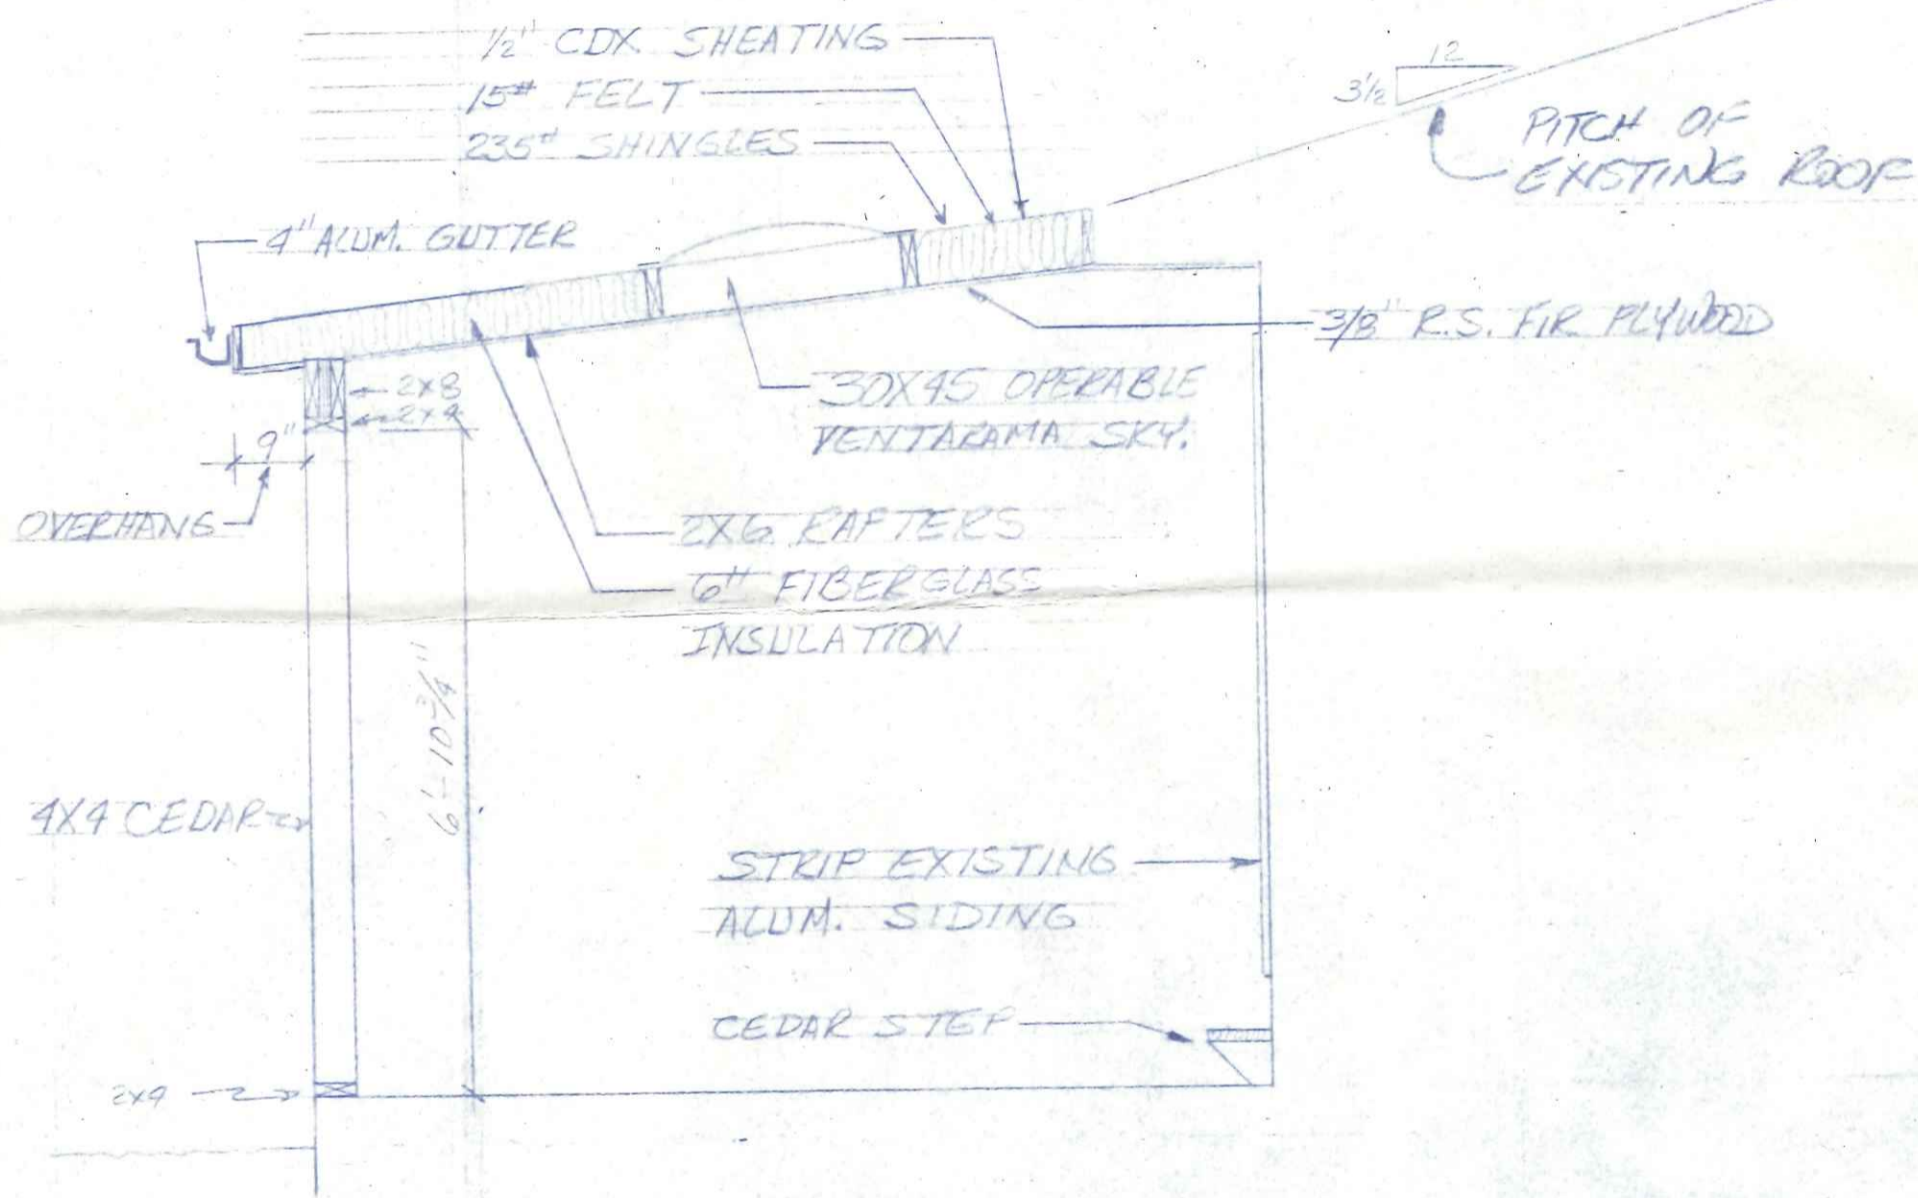 1/2" CDX SHEATING
15# FELT
235# SHINGLES
12
3 1/2
PITCH OF
EXISTING ROOF
4" ALUM. GUTTER
3/8" R.S. FIR PLYWOOD
30X45 OPERABLE
VENTARAMA SKY.
2X8
2X4
9"
OVERHANG
2X6 RAFTERS
6" FIBERGLASS
INSULATION
6'-10 3/4"
4X4 CEDAR
STRIP EXISTING
ALUM. SIDING
CEDAR STEP
2X4